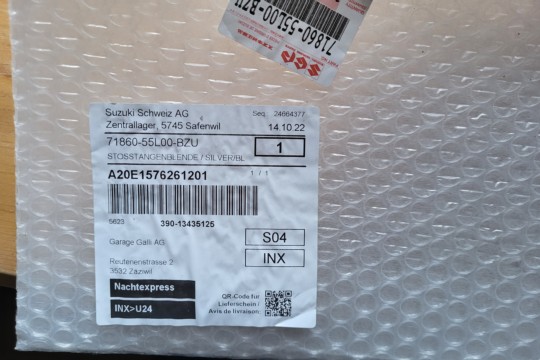 71860-55L00-BZU
SUZUKI
Suzuki Schweiz AG
Seq. 24664377
Zentrallager, 5745 Safenwil
14.10.22
71860-55L00-BZU
1
STOSSTANGENBLENDE / SILVER/BL
A20E1576261201
1 / 1
5623
390-13435125
Garage Galli AG
S04
Reutenenstrasse 2
INX
3532 Zäziwil
Nachtexpress
QR-Code für
Lieferschein /
Avis de livraison:
INX>U24